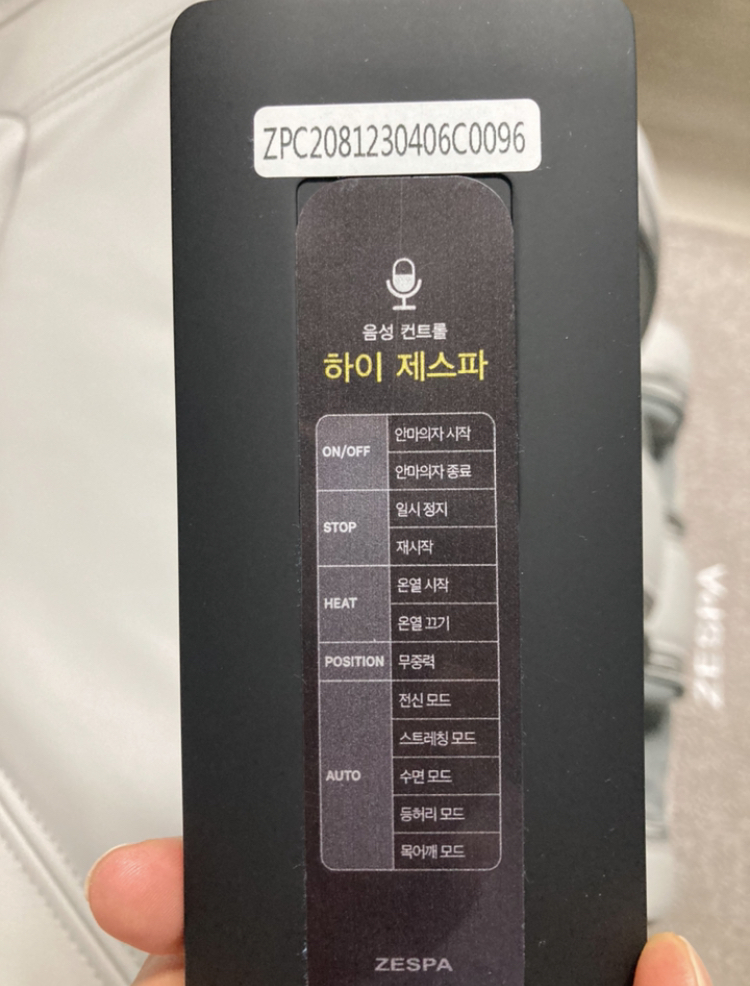 ZPC2081230406C0096
음성 컨트롤
하이 제스파
ON/OFF
안마의자 시작
안마의자 종료
STOP
일시 정지
재시작
HEAT
온열 시작
온열 끄기
POSITION
무중력
AUTO
전신 모드
스트레칭 모드
수면 모드
등허리 모드
목어깨 모드
ZESPA
ZESPA